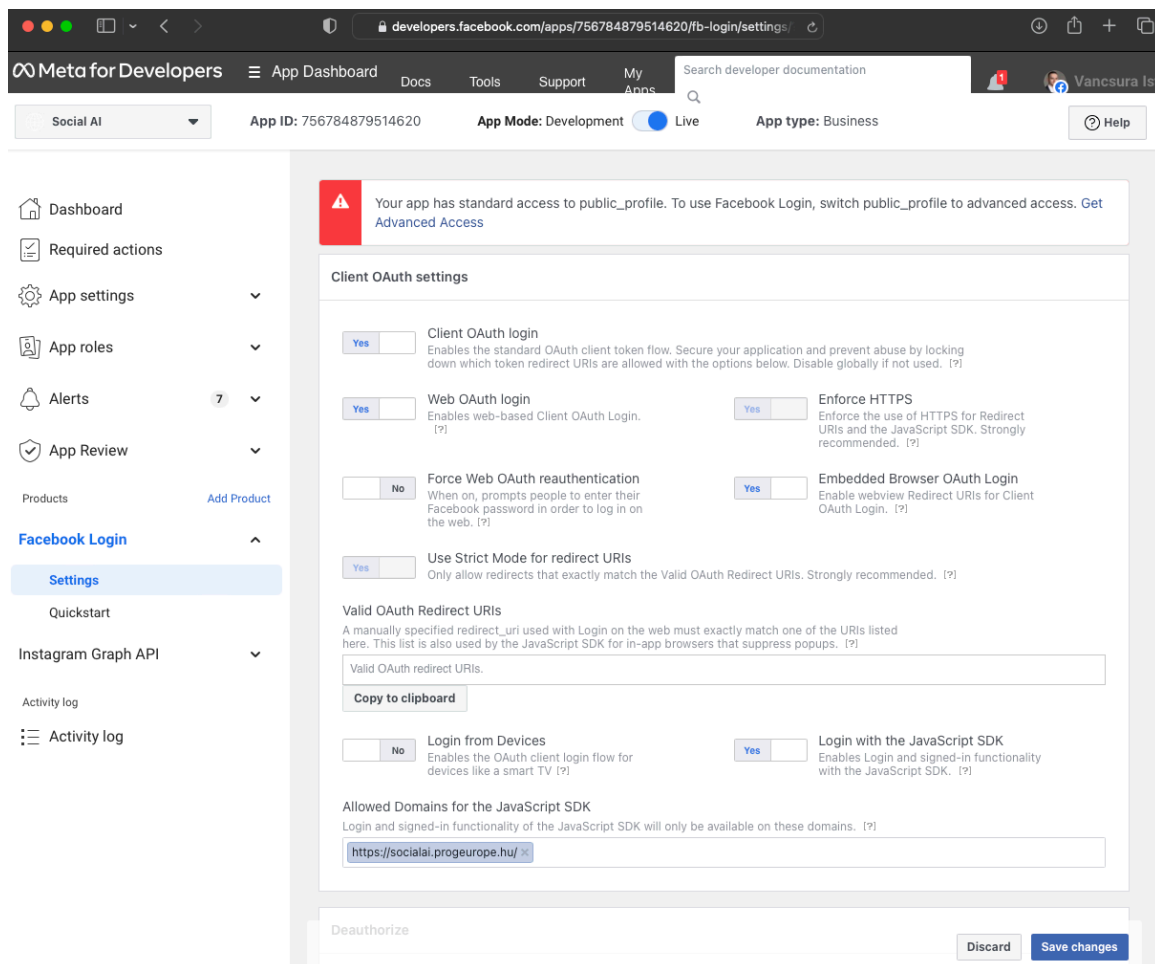 developers.facebook.com/apps/756784879514620/fb-login/settings/
Meta for Developers
App Dashboard
Docs
Tools
Support
My Apps
Search developer documentation
1
Vancsura Is
Social AI
App ID: 756784879514620
App Mode: Development
Live
App type: Business
Help
Dashboard
Required actions
App settings
App roles
Alerts
7
App Review
Products
Add Product
Facebook Login
Settings
Quickstart
Instagram Graph API
Activity log
Activity log
Your app has standard access to public_profile. To use Facebook Login, switch public_profile to advanced access. Get
Advanced Access
Client OAuth settings
Yes
Client OAuth login
Enables the standard OAuth client token flow. Secure your application and prevent abuse by locking
down which token redirect URIs are allowed with the options below. Disable globally if not used. [?]
Yes
Web OAuth login
Enables web-based Client OAuth Login.
[?]
Yes
Enforce HTTPS
Enforce the use of HTTPS for Redirect
URIs and the JavaScript SDK. Strongly
recommended. [?]
No
Force Web OAuth reauthentication
When on, prompts people to enter their
Facebook password in order to log in on
the web. [?]
Yes
Embedded Browser OAuth Login
Enable webview Redirect URIs for Client
OAuth Login. [?]
Yes
Use Strict Mode for redirect URIs
Only allow redirects that exactly match the Valid OAuth Redirect URIs. Strongly recommended. [?]
Valid OAuth Redirect URIs
A manually specified redirect_uri used with Login on the web must exactly match one of the URIs listed
here. This list is also used by the JavaScript SDK for in-app browsers that suppress popups. [?]
Valid OAuth redirect URIs.
Copy to clipboard
No
Login from Devices
Enables the OAuth client login flow for
devices like a smart TV [?]
Yes
Login with the JavaScript SDK
Enables Login and signed-in functionality
with the JavaScript SDK. [?]
Allowed Domains for the JavaScript SDK
Login and signed-in functionality of the JavaScript SDK will only be available on these domains. [?]
https://socialai.progeurope.hu/ ×
Deauthorize
Discard
Save changes